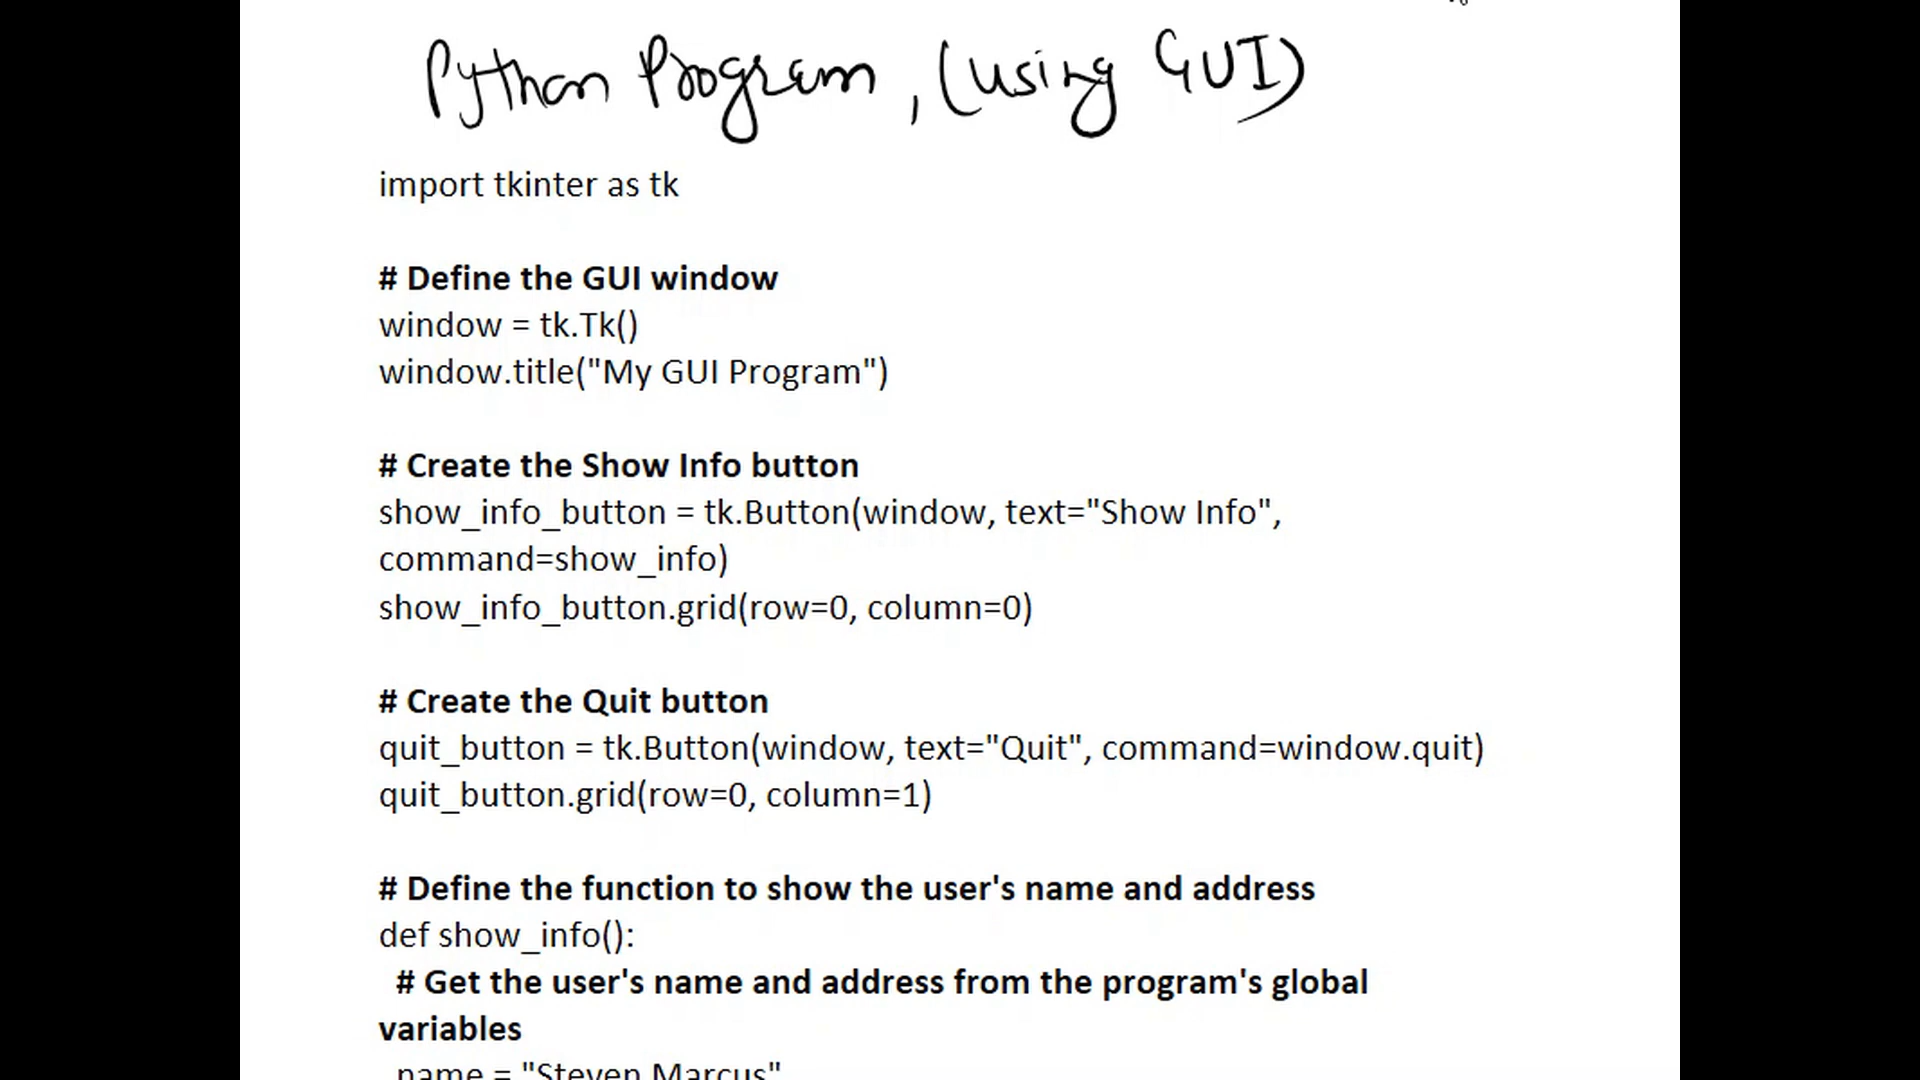 Python Program, (using GUI)
import tkinter as tk
# Define the GUI window
window = tk.Tk()
window.title("My GUI Program")
# Create the Show Info button
show_info_button = tk.Button(window, text="Show Info",
command=show_info)
show_info_button.grid(row=0, column=0)
# Create the Quit button
quit_button = tk.Button(window, text="Quit", command=window.quit)
quit_button.grid(row=0, column=1)
# Define the function to show the user's name and address
def show_info():
# Get the user's name and address from the program's global
variables
name = "Steven Marcus"